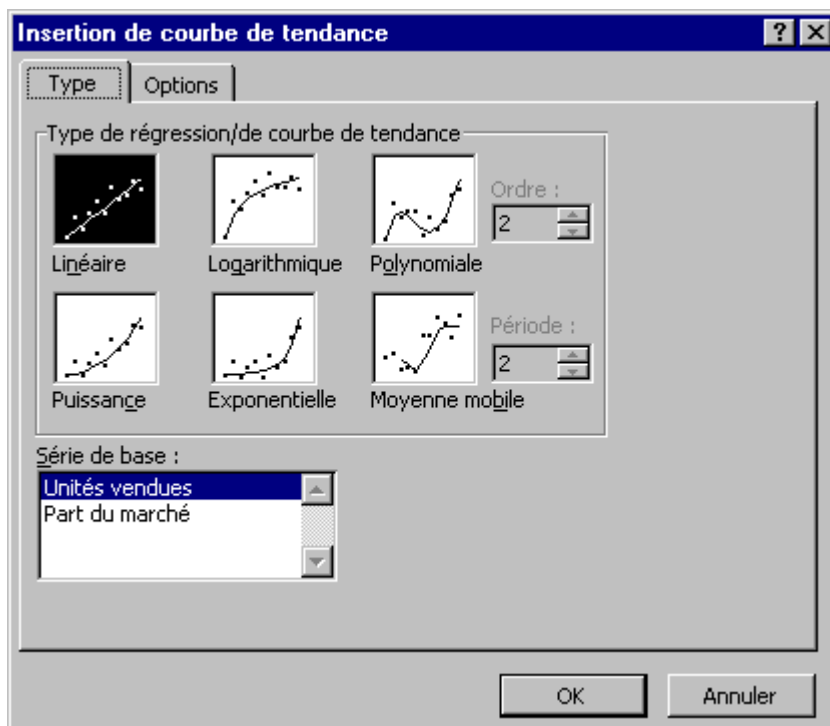 Insertion de courbe de tendance
Type Options
Type de régression/de courbe de tendance
Ordre :
2
Linéaire Logarithmique Polynomiale
Période :
2
Puissance Exponentielle Moyenne mobile
Série de base :
Unités vendues
Part du marché
OK Annuler